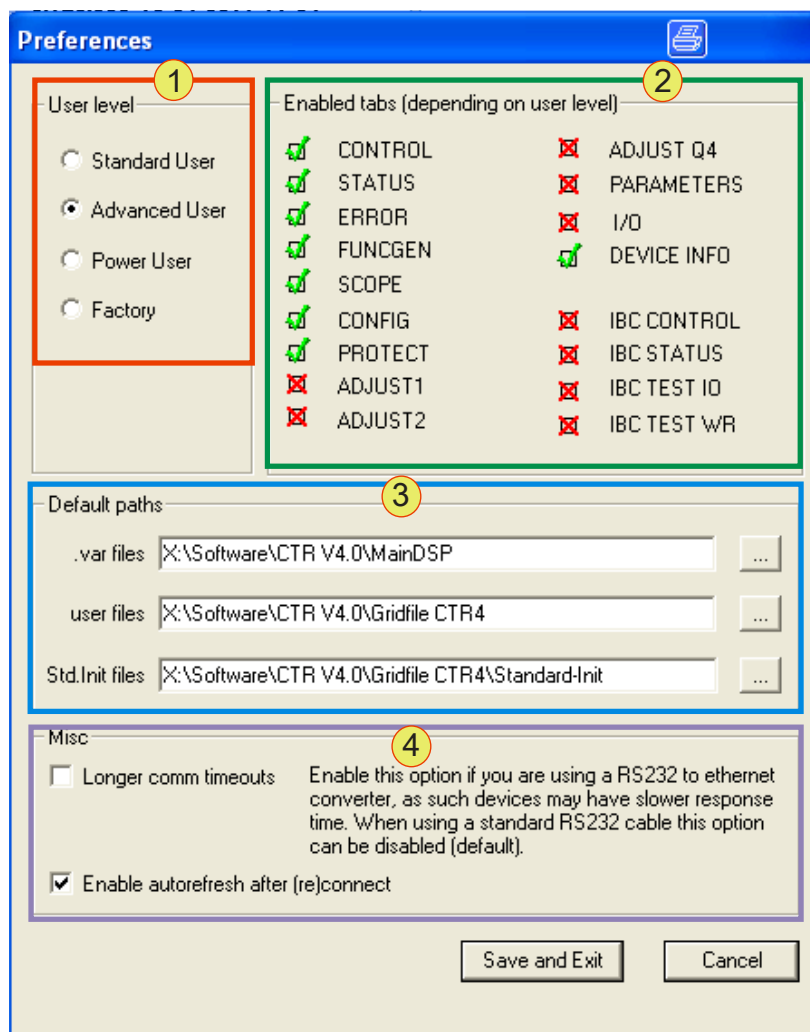 Preferences
1
2
User level
Enabled tabs (depending on user level)
Standard User
Advanced User
Power User
Factory
CONTROL
STATUS
ERROR
FUNCGEN
SCOPE
CONFIG
PROTECT
ADJUST1
ADJUST2
ADJUST Q4
PARAMETERS
I/O
DEVICE INFO
IBC CONTROL
IBC STATUS
IBC TEST IO
IBC TEST WR
3
Default paths
.var files X:\Software\CTR V4.0\MainDSP ...
user files X:\Software\CTR V4.0\Gridfile CTR4 ...
Std.Init files X:\Software\CTR V4.0\Gridfile CTR4\Standard-Init ...
4
Misc
Longer comm timeouts
Enable this option if you are using a RS232 to ethernet
converter, as such devices may have slower response
time. When using a standard RS232 cable this option
can be disabled (default).
Enable autorefresh after (re)connect
Save and Exit Cancel